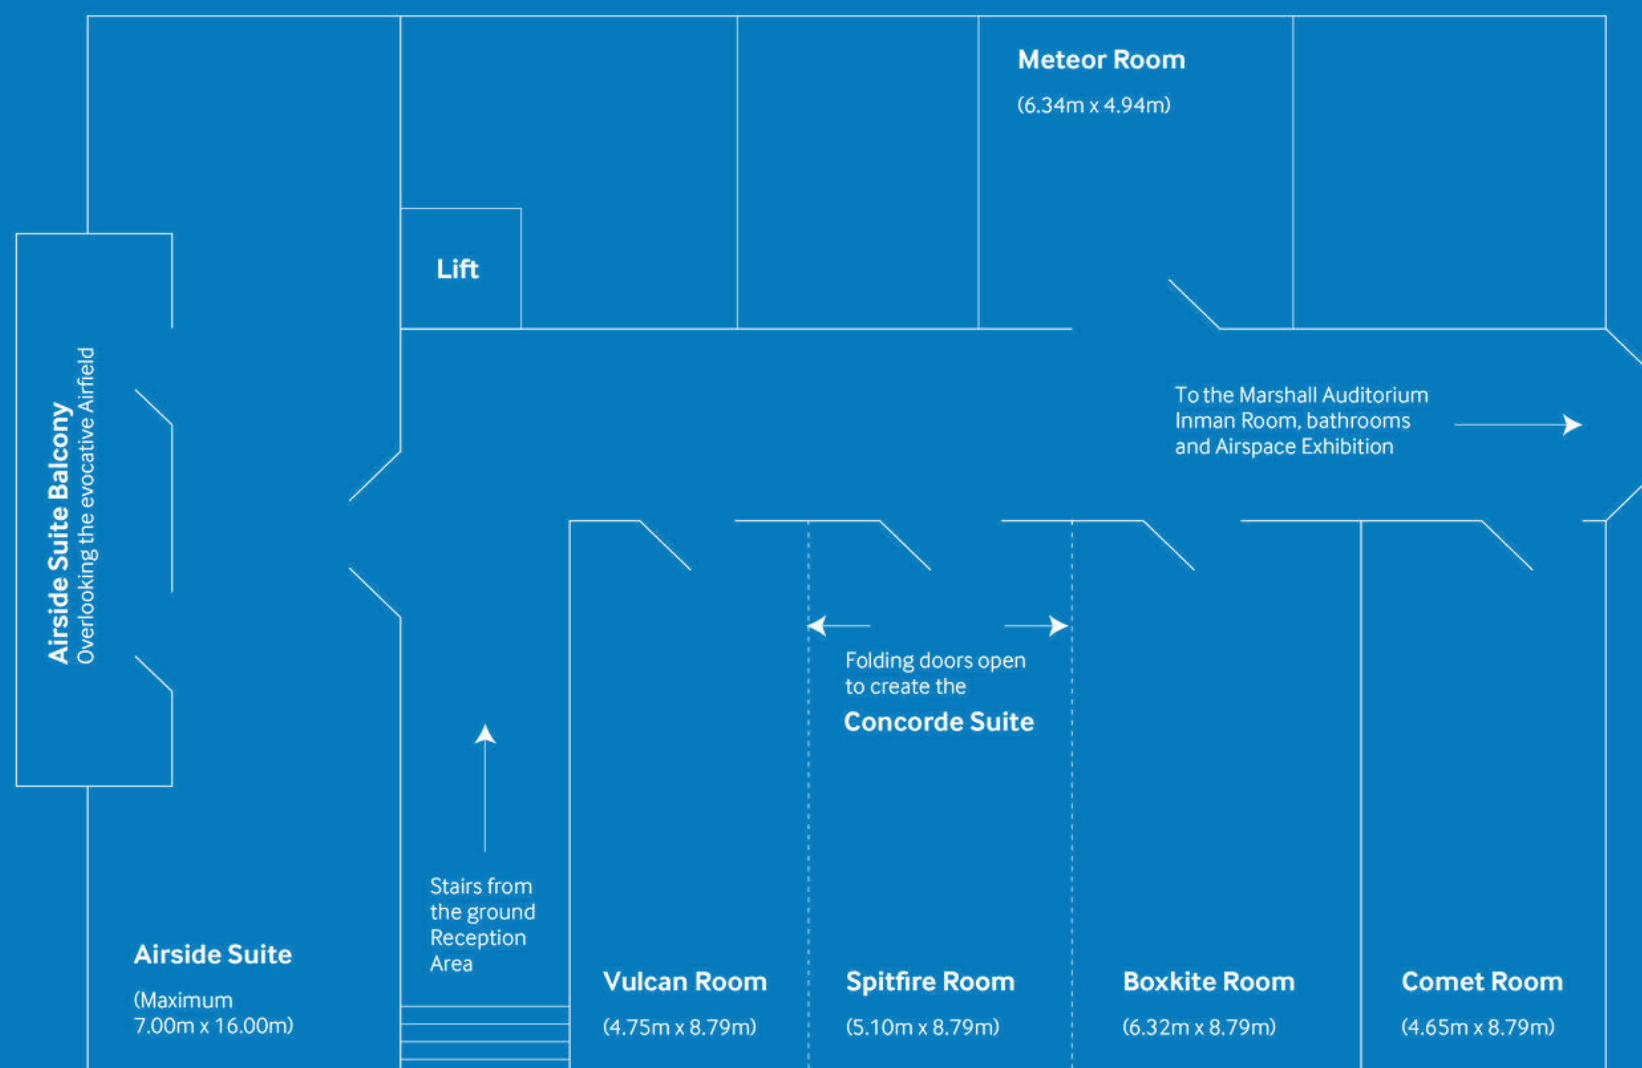 Meteor Room
(6.34m x 4.94m)
Lift
To the Marshall Auditorium
Inman Room, bathrooms
and Airspace Exhibition
Airside Suite Balcony
Overlooking the evocative Airfield
Folding doors open
to create the
Concorde Suite
Stairs from
the ground
Reception
Area
Airside Suite
(Maximum
7.00m x 16.00m)
Vulcan Room
(4.75m x 8.79m)
Spitfire Room
(5.10m x 8.79m)
Boxkite Room
(6.32m x 8.79m)
Comet Room
(4.65m x 8.79m)